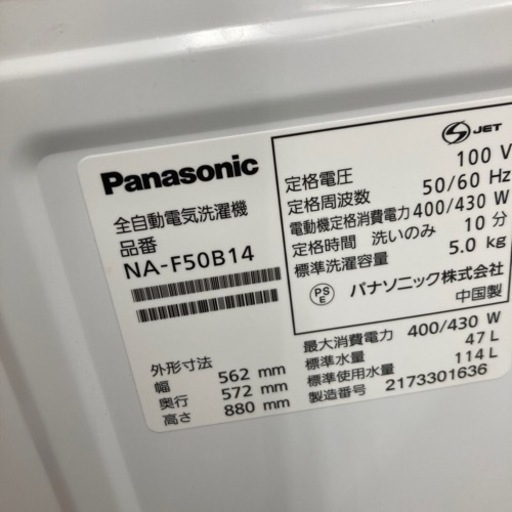 Panasonic
全自動電気洗濯機
品番
NA-F50B14
外形寸法
幅 562 mm
奥行 572 mm
高さ 880 mm
S JET
定格電圧 100 V
定格周波数 50/60 Hz
電動機定格消費電力 400/430 W
定格時間 洗いのみ 10 分
標準洗濯容量 5.0 kg
PSE パナソニック株式会社
中国製
最大消費電力 400/430 W
標準水量 47 L
標準使用水量 114 L
製造番号 2173301636